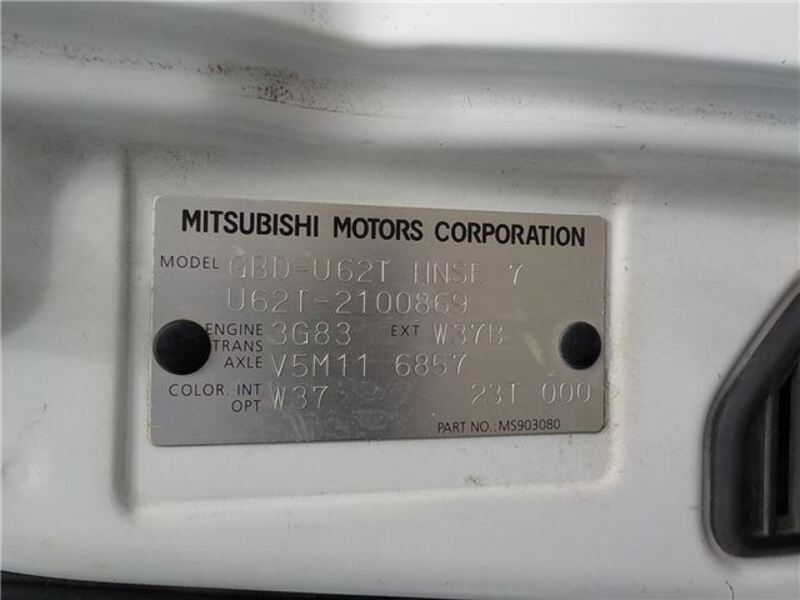 MITSUBISHI MOTORS CORPORATION
MODEL GBD-U62T HNSE 7
U62T-2100869
ENGINE 3G83 EXT W37B
TRANS
AXLE V5M11 6857
COLOR. INT W37 23T 000
OPT
PART NO.: MS903080